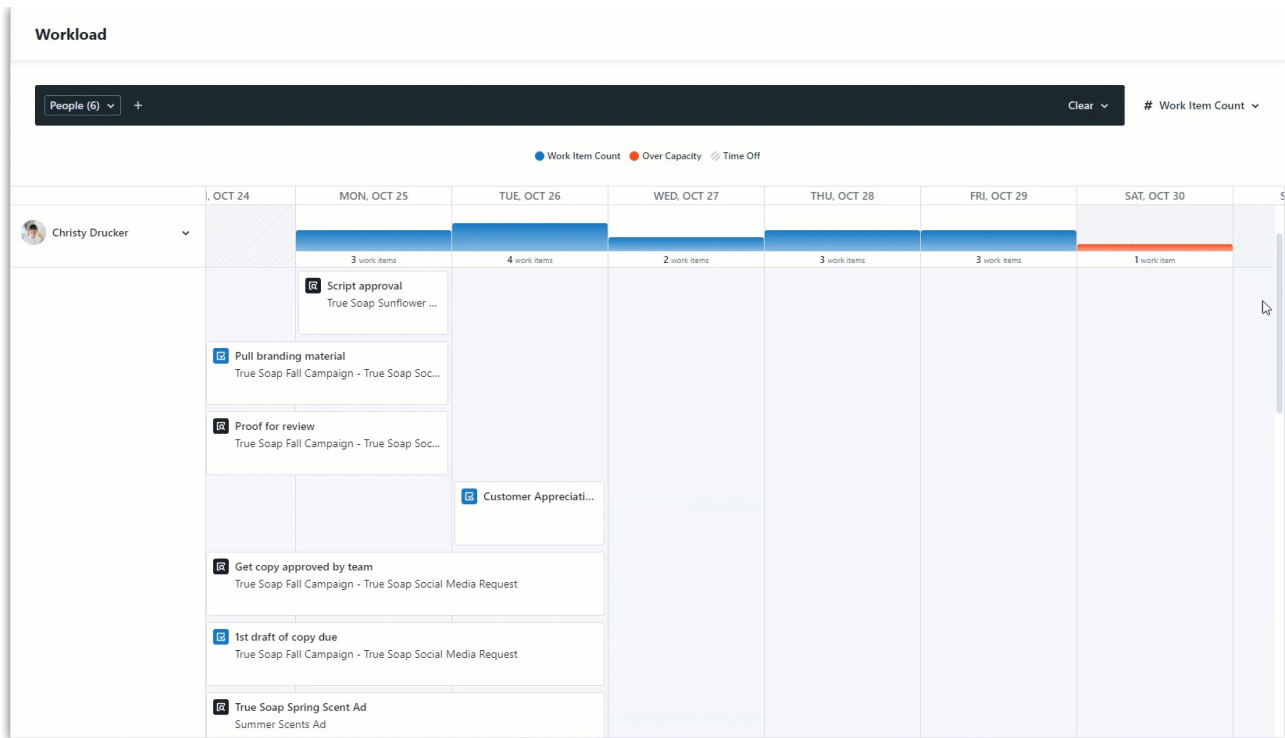 Workload
People (6) +
Clear
# Work Item Count
Work Item Count Over Capacity Time Off
, OCT 24 MON, OCT 25 TUE, OCT 26 WED, OCT 27 THU, OCT 28 FRI, OCT 29 SAT, OCT 30 S
Christy Drucker
3 work items 4 work items 2 work items 3 work items 3 work items 1 work item
Script approval
True Soap Sunflower ...
Pull branding material
True Soap Fall Campaign - True Soap Soc...
Proof for review
True Soap Fall Campaign - True Soap Soc...
Customer Appreciati...
Get copy approved by team
True Soap Fall Campaign - True Soap Social Media Request
1st draft of copy due
True Soap Fall Campaign - True Soap Social Media Request
True Soap Spring Scent Ad
Summer Scents Ad